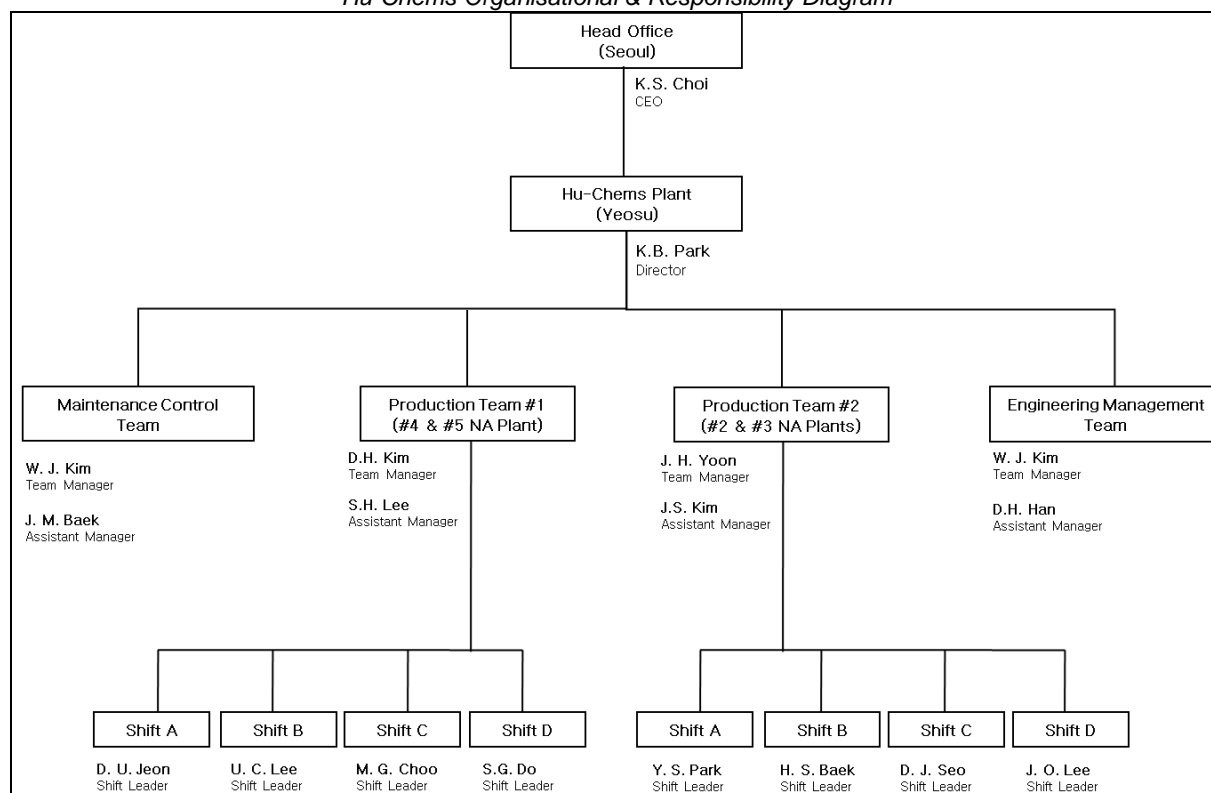 Hu-Chems Organisational & Responsibility Diagram
Head Office
(Seoul)
K.S. Choi
CEO
Hu-Chems Plant
(Yeosu)
K.B. Park
Director
Maintenance Control
Team
W. J. Kim
Team Manager
J. M. Baek
Assistant Manager
Production Team #1
(#4 & #5 NA Plant)
D.H. Kim
Team Manager
S.H. Lee
Assistant Manager
Production Team #2
(#2 & #3 NA Plants)
J. H. Yoon
Team Manager
J.S. Kim
Assistant Manager
Engineering Management
Team
W. J. Kim
Team Manager
D.H. Han
Assistant Manager
Shift A
D. U. Jeon
Shift Leader
Shift B
U. C. Lee
Shift Leader
Shift C
M. G. Choo
Shift Leader
Shift D
S.G. Do
Shift Leader
Shift A
Y. S. Park
Shift Leader
Shift B
H. S. Baek
Shift Leader
Shift C
D. J. Seo
Shift Leader
Shift D
J. O. Lee
Shift Leader